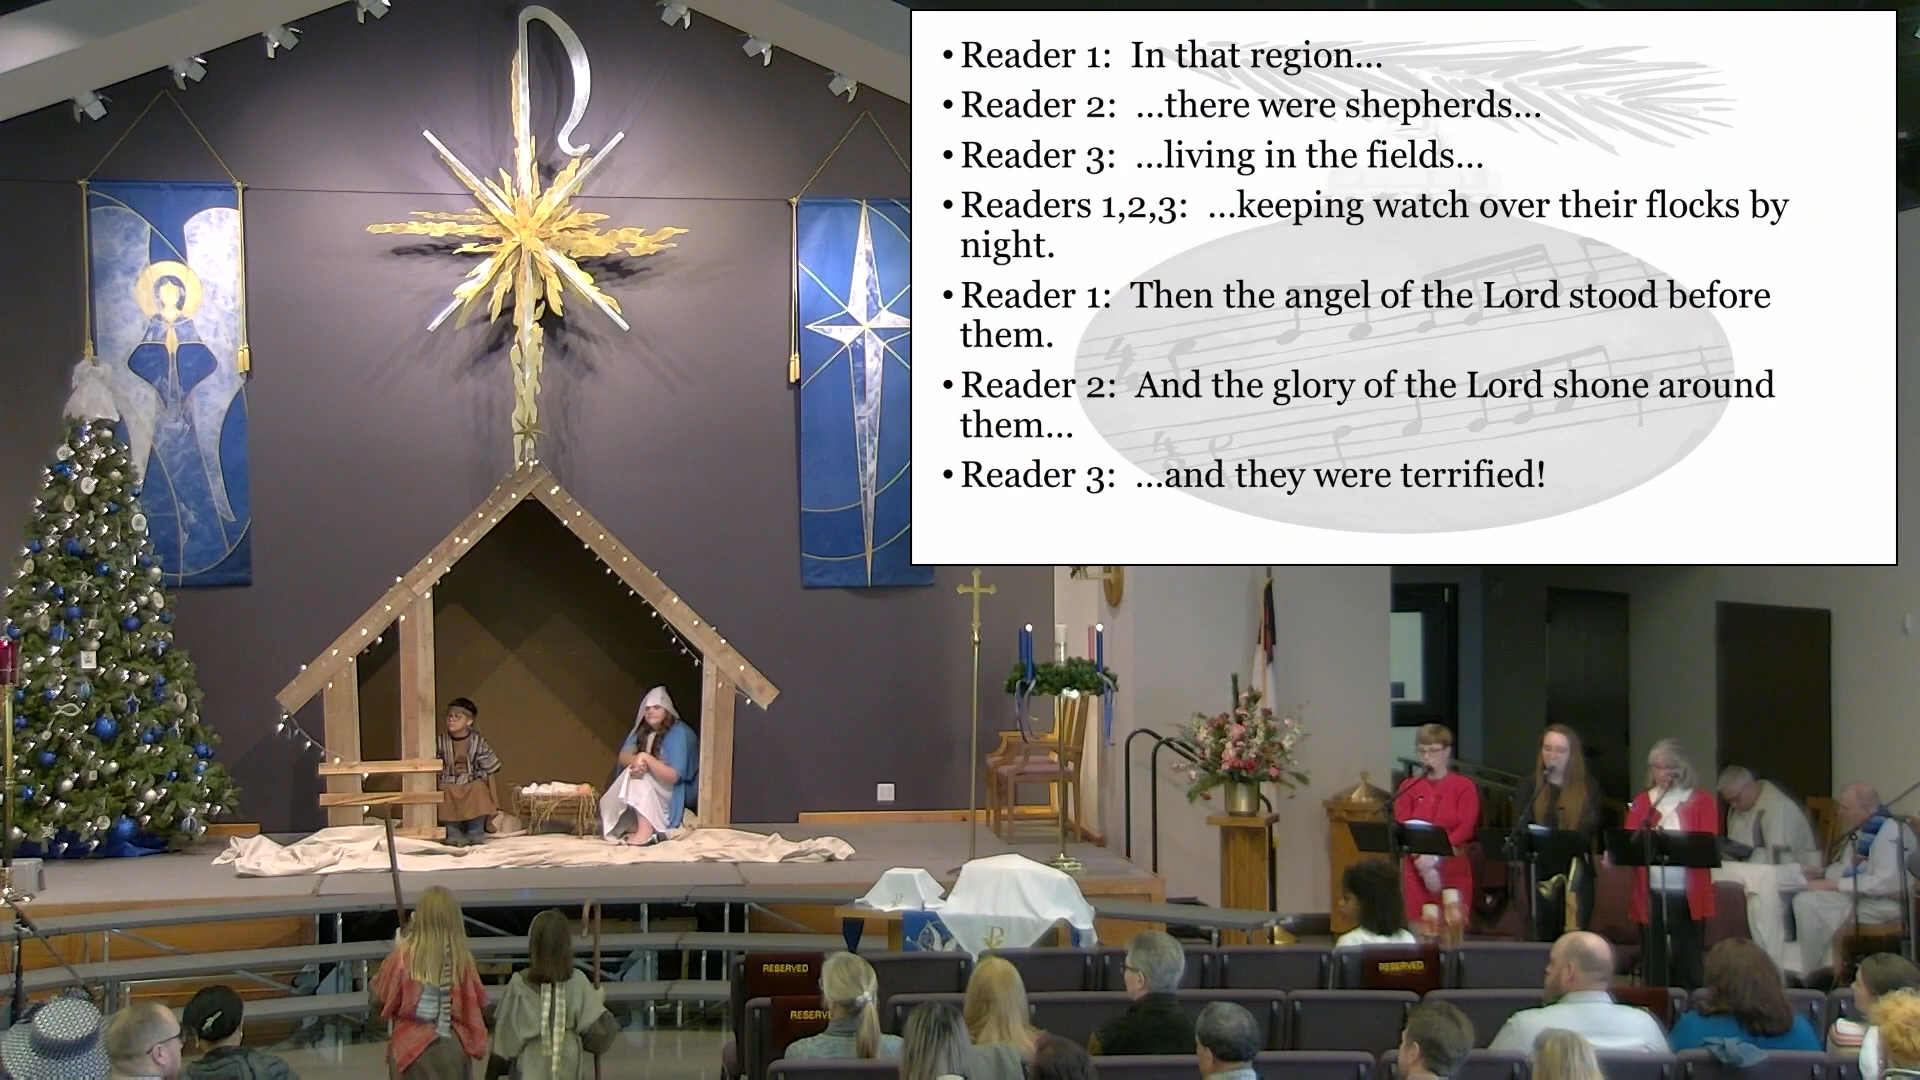 • Reader 1:  In that region…
• Reader 2:  …there were shepherds…
• Reader 3:  …living in the fields…
• Readers 1,2,3:  …keeping watch over their flocks by
night.
• Reader 1:  Then the angel of the Lord stood before
them.
• Reader 2:  And the glory of the Lord shone around
them…
• Reader 3:  …and they were terrified!
RESERVED
RESERVED
RESERVE